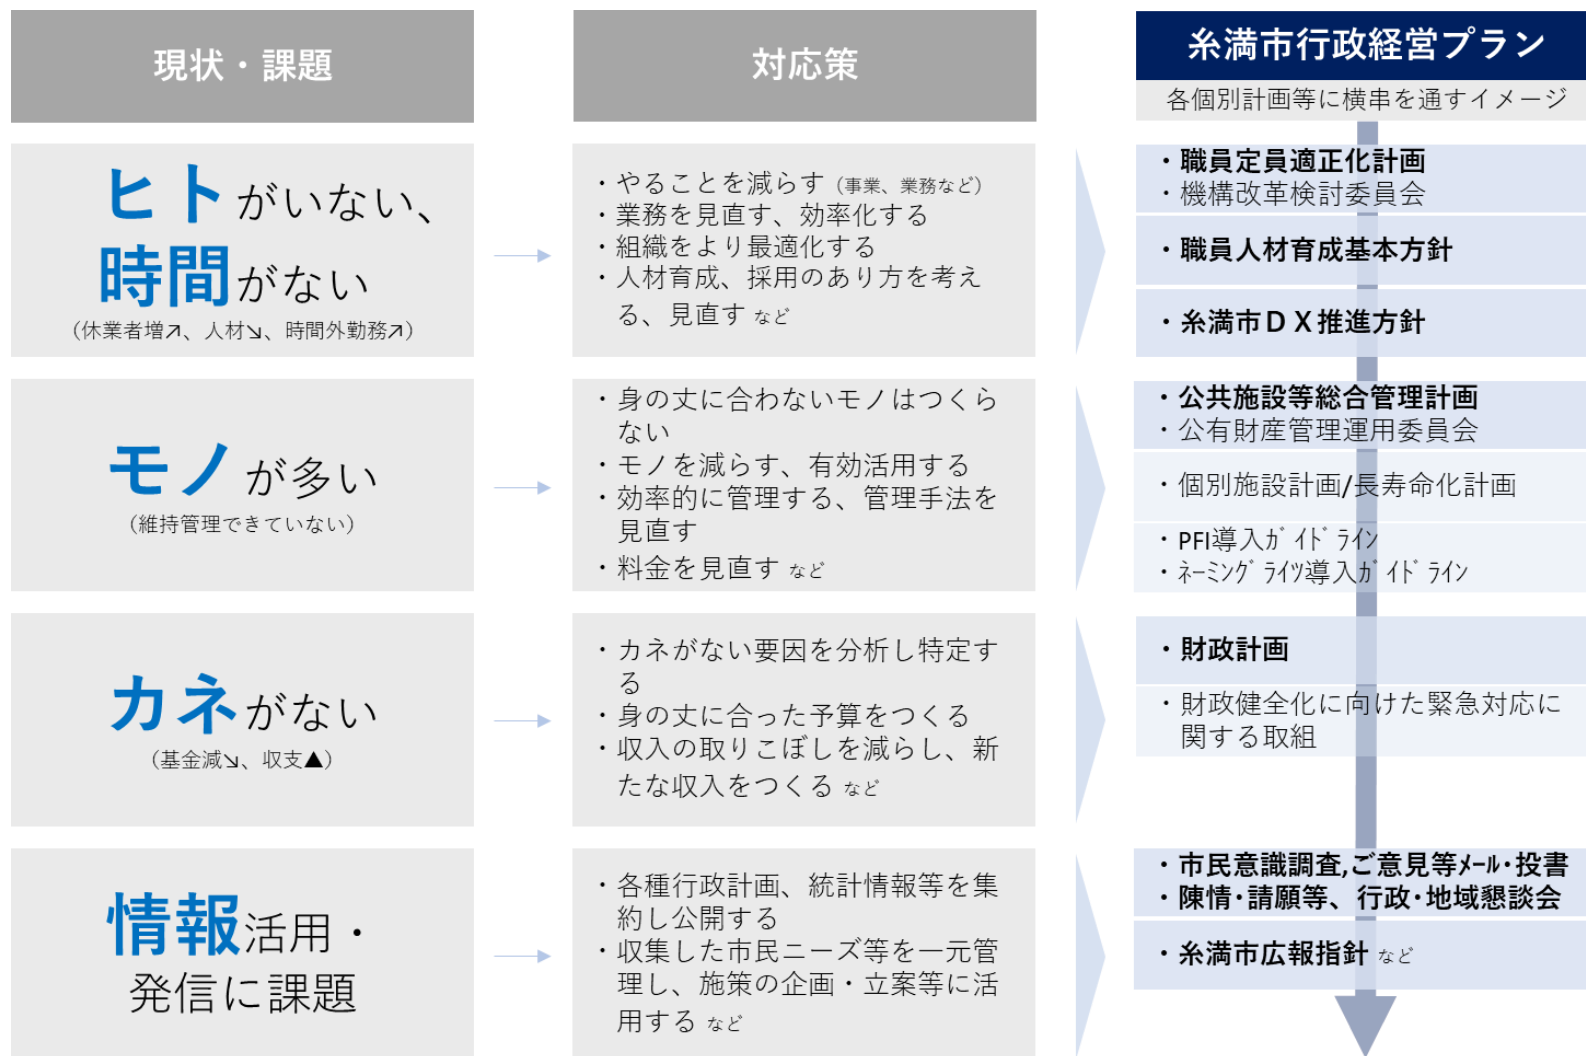 現状・課題
対応策
糸満市行政経営プラン
各個別計画等に横串を通すイメージ
ヒトがいない、
時間がない
（休業者増↗、人材↘、時間外勤務↗）
・やることを減らす（事業、業務など）
・業務を見直す、効率化する
・組織をより最適化する
・人材育成、採用のあり方を考え
る、見直す など
・職員定員適正化計画
・機構改革検討委員会
・職員人材育成基本方針
・糸満市ＤＸ推進方針
モノが多い
（維持管理できていない）
・身の丈に合わないモノはつくら
ない
・モノを減らす、有効活用する
・効率的に管理する、管理手法を
見直す
・料金を見直す など
・公共施設等総合管理計画
・公有財産管理運用委員会
・個別施設計画/長寿命化計画
・PFI導入ｶﾞｲﾄﾞﾗｲﾝ
・ﾈｰﾐﾝｸﾞﾗｲﾂ導入ｶﾞｲﾄﾞﾗｲﾝ
カネがない
（基金減↘、収支▲）
・カネがない要因を分析し特定す
る
・身の丈に合った予算をつくる
・収入の取りこぼしを減らし、新
たな収入をつくる など
・財政計画
・財政健全化に向けた緊急対応に
関する取組
情報活用・
発信に課題
・各種行政計画、統計情報等を集
約し公開する
・収集した市民ニーズ等を一元管
理し、施策の企画・立案等に活
用する など
・市民意識調査,ご意見等ﾒｰﾙ・投書
・陳情・請願等、行政・地域懇談会
・糸満市広報指針 など